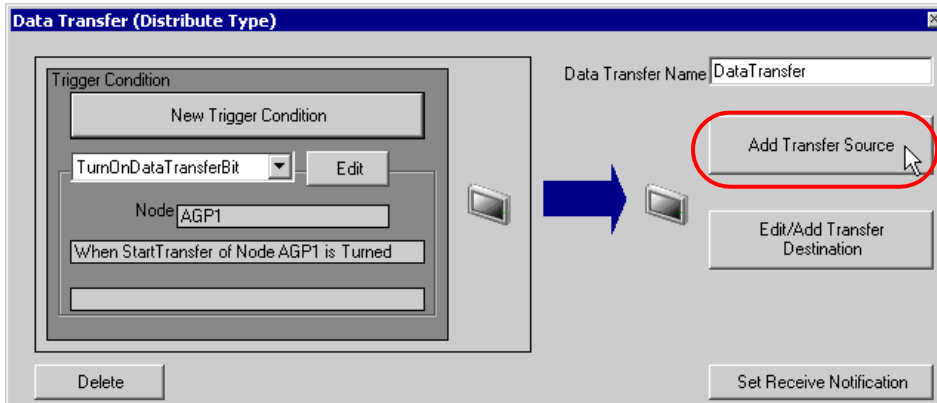 Data Transfer (Distribute Type)
Trigger Condition
New Trigger Condition
TurnOnDataTransferBit
Edit
Node
AGP1
When StartTransfer of Node AGP1 is Turned
Data Transfer Name
DataTransfer
Add Transfer Source
Edit/Add Transfer
Destination
Delete
Set Receive Notification